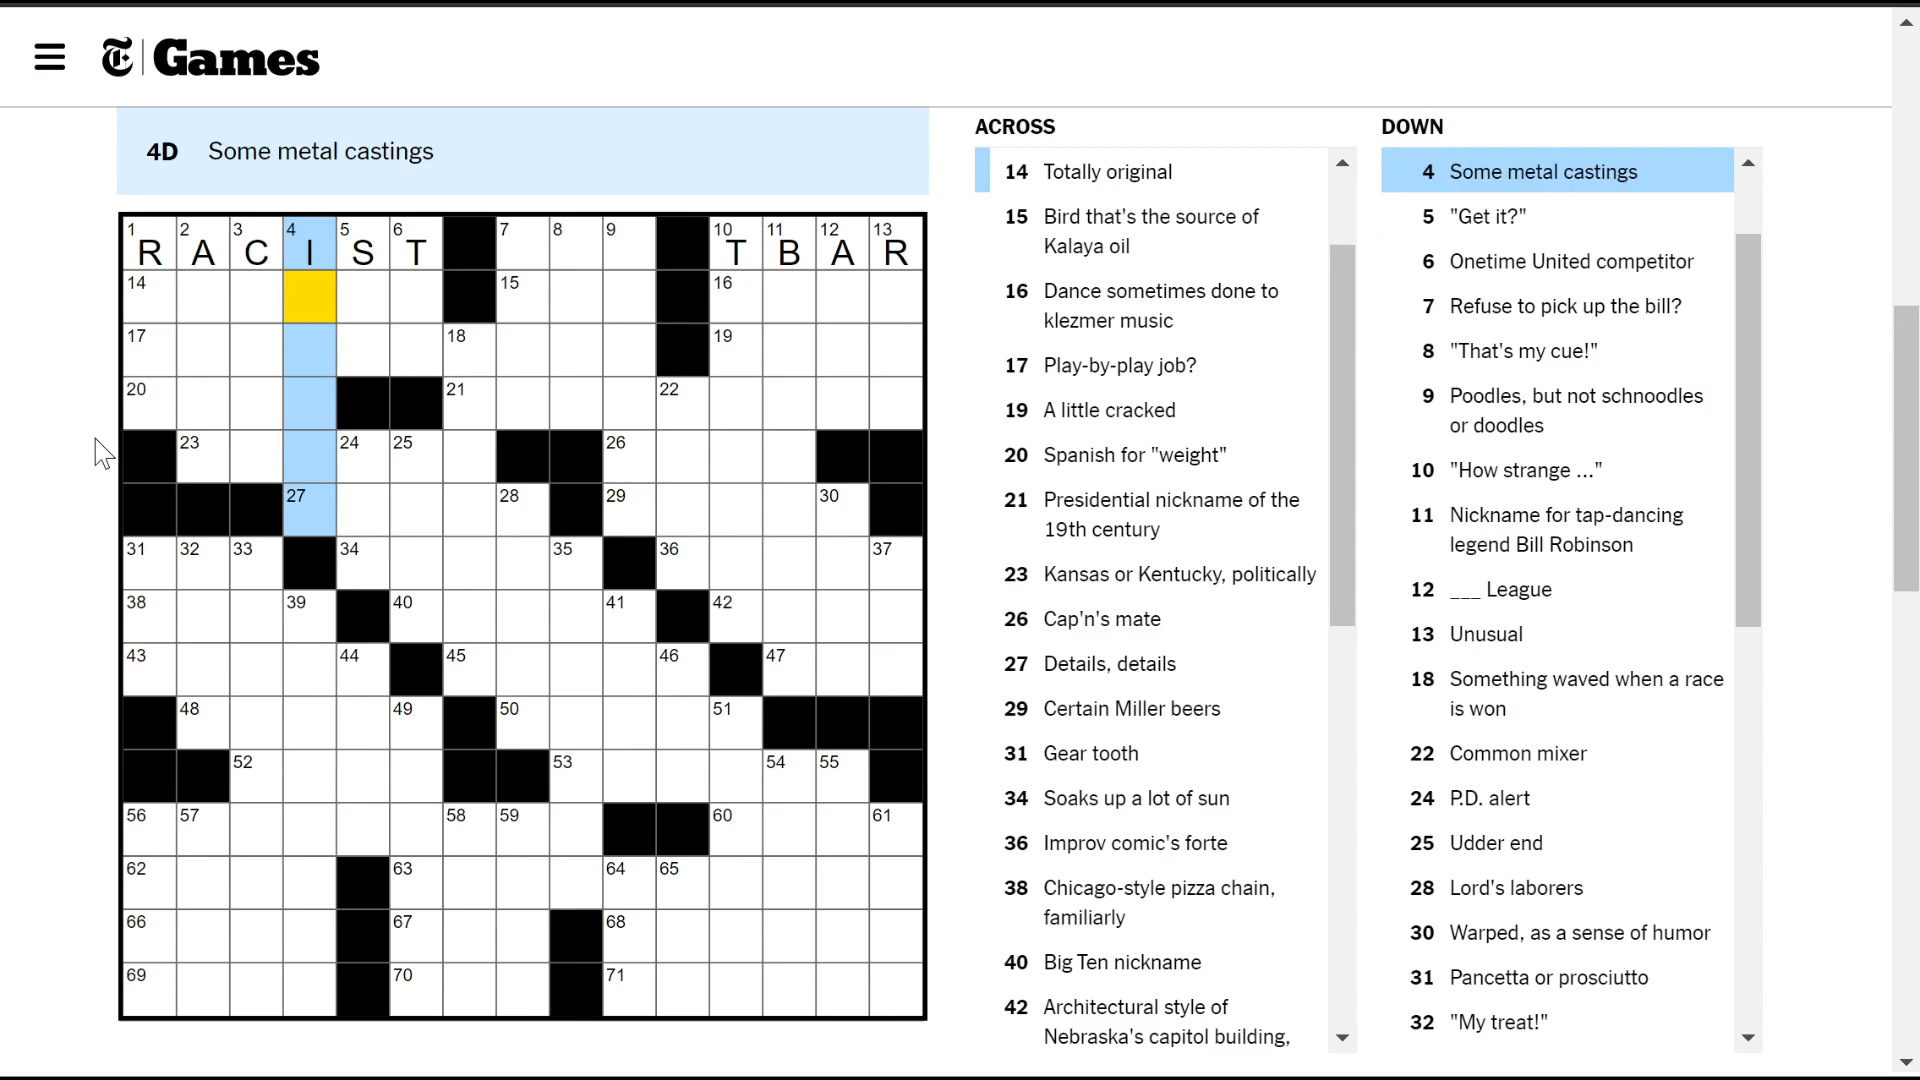 T Games
4D Some metal castings
1 2 3 4 5 6 7 8 9 10 11 12 13
R A C I S T T B A R
14 15 16
17 18 19
20 21 22
23 24 25 26
27 28 29 30
31 32 33 34 35 36 37
38 39 40 41 42
43 44 45 46 47
48 49 50 51
52 53 54 55
56 57 58 59 60 61
62 63 64 65
66 67 68
69 70 71
ACROSS
14 Totally original
15 Bird that's the source of
Kalaya oil
16 Dance sometimes done to
klezmer music
17 Play-by-play job?
19 A little cracked
20 Spanish for "weight"
21 Presidential nickname of the
19th century
23 Kansas or Kentucky, politically
26 Cap'n's mate
27 Details, details
29 Certain Miller beers
31 Gear tooth
34 Soaks up a lot of sun
36 Improv comic's forte
38 Chicago-style pizza chain,
familiarly
40 Big Ten nickname
42 Architectural style of
Nebraska's capitol building,
DOWN
4 Some metal castings
5 "Get it?"
6 Onetime United competitor
7 Refuse to pick up the bill?
8 "That's my cue!"
9 Poodles, but not schnoodles
or doodles
10 "How strange ..."
11 Nickname for tap-dancing
legend Bill Robinson
12 ___ League
13 Unusual
18 Something waved when a race
is won
22 Common mixer
24 P.D. alert
25 Udder end
28 Lord's laborers
30 Warped, as a sense of humor
31 Pancetta or prosciutto
32 "My treat!"